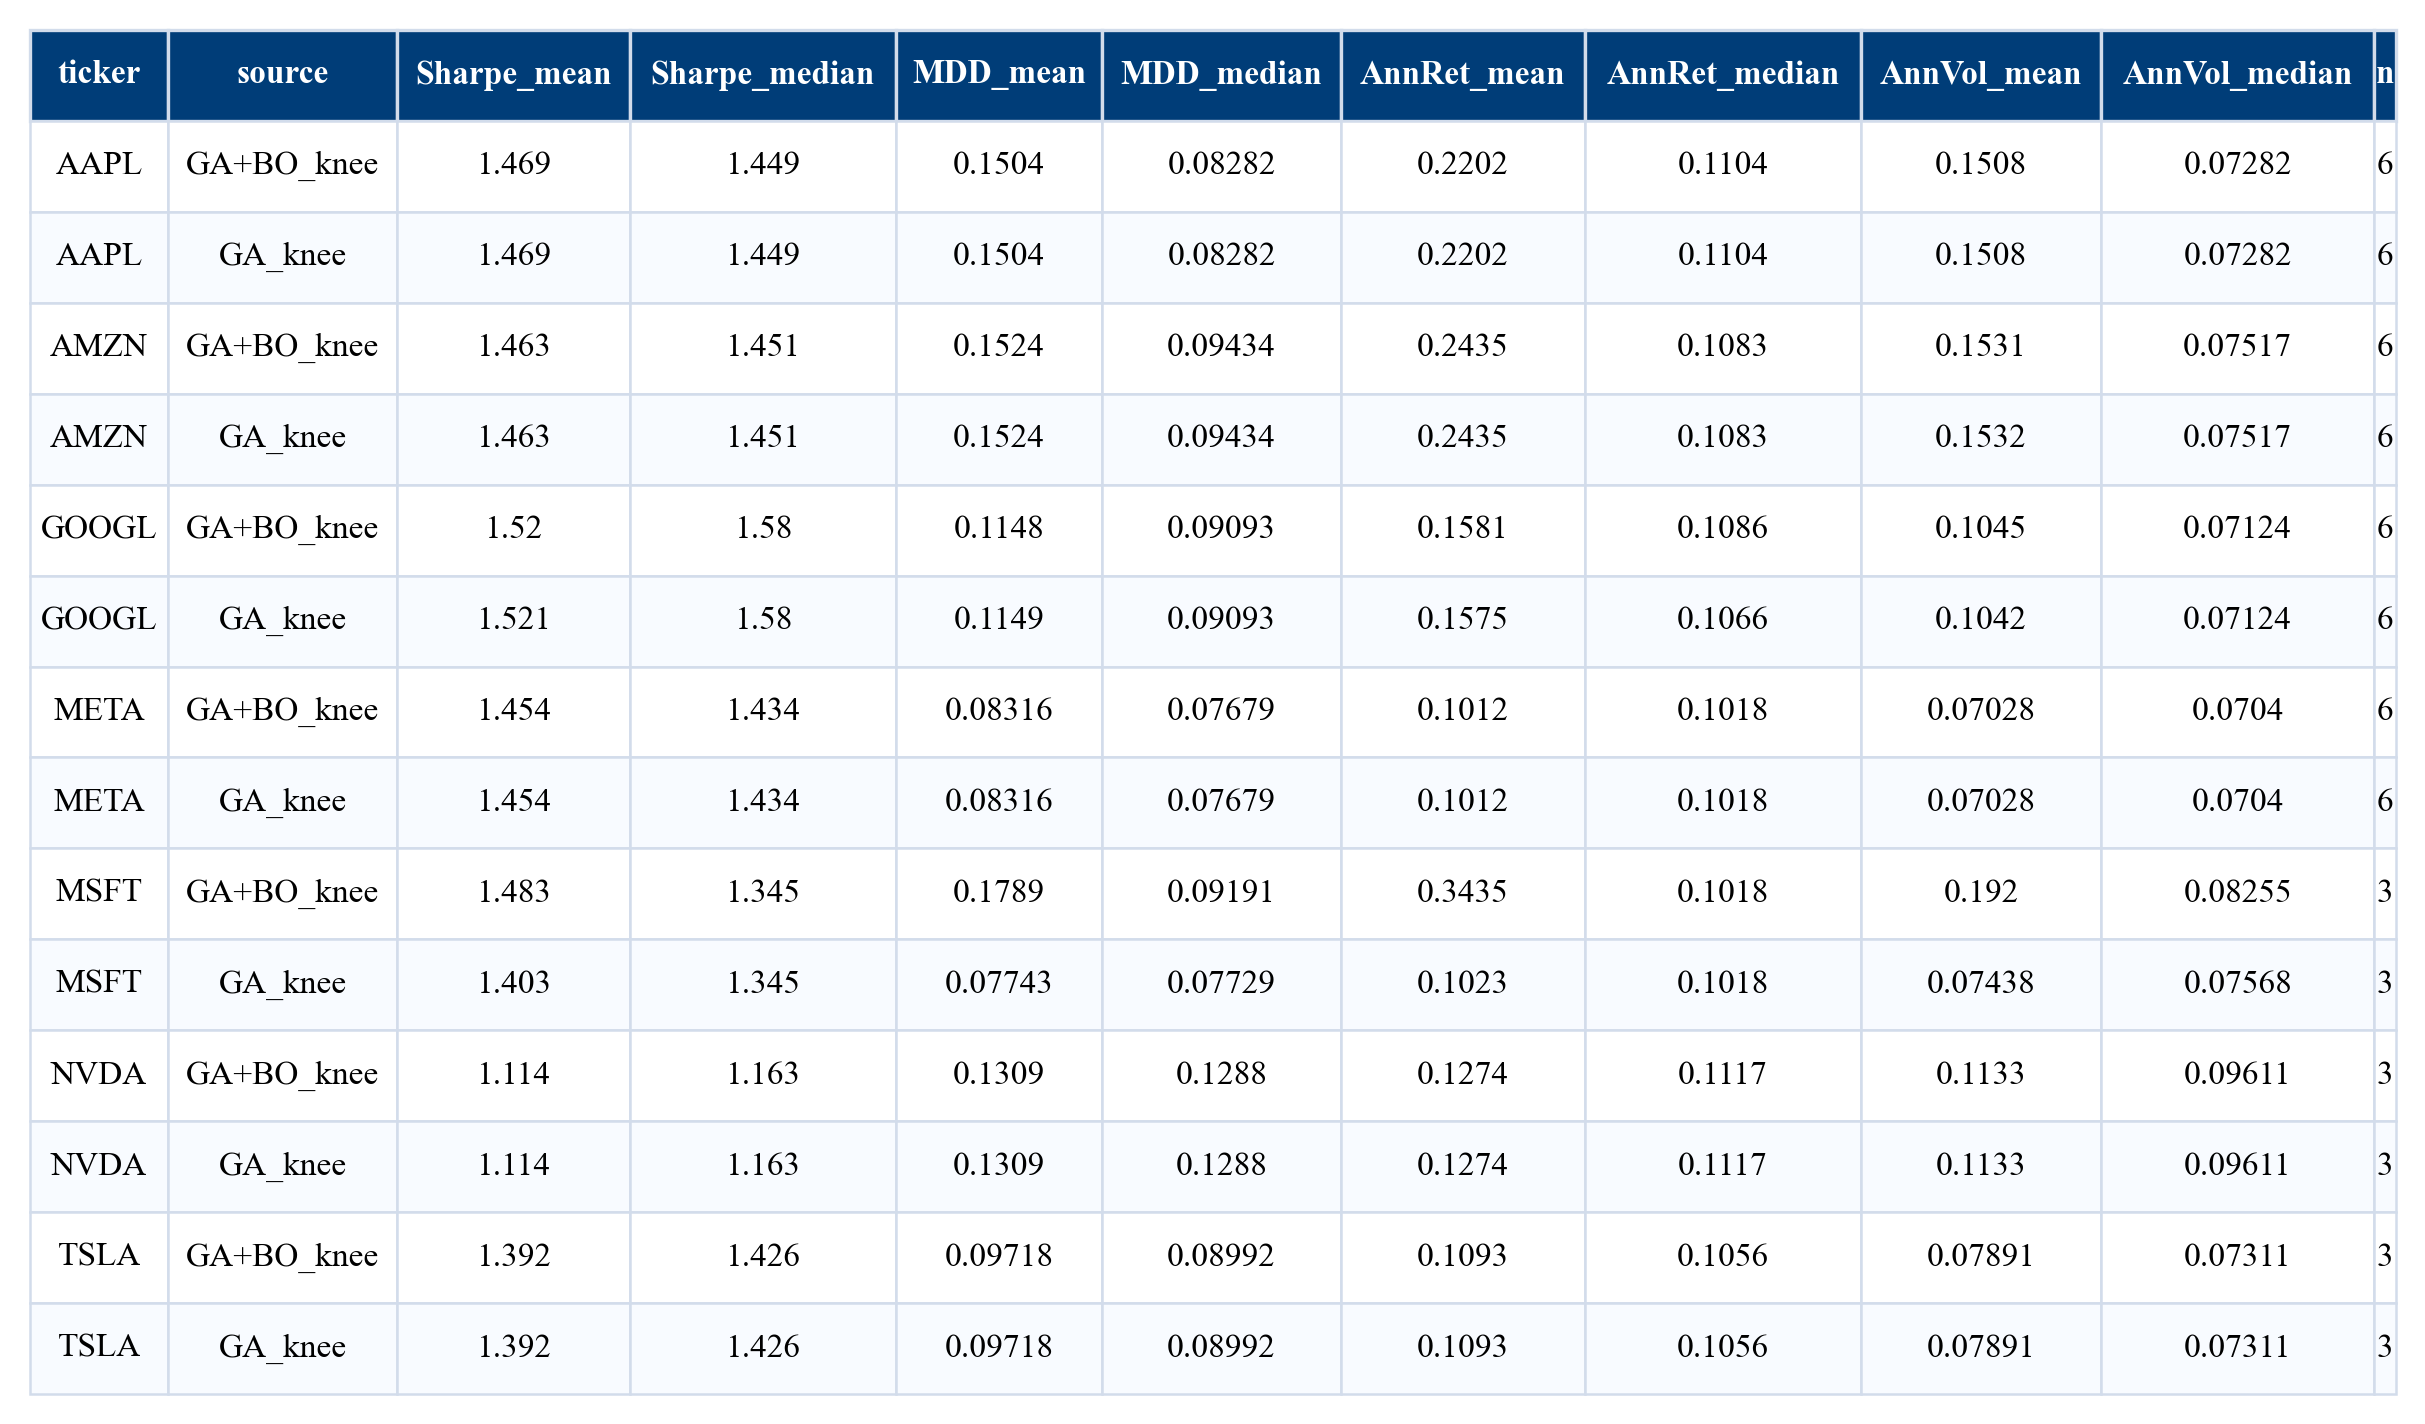 ticker source Sharpe_mean Sharpe_median MDD_mean MDD_median AnnRet_mean AnnRet_median AnnVol_mean AnnVol_median n
AAPL GA+BO_knee 1.469 1.449 0.1504 0.08282 0.2202 0.1104 0.1508 0.07282 6
AAPL GA_knee 1.469 1.449 0.1504 0.08282 0.2202 0.1104 0.1508 0.07282 6
AMZN GA+BO_knee 1.463 1.451 0.1524 0.09434 0.2435 0.1083 0.1531 0.07517 6
AMZN GA_knee 1.463 1.451 0.1524 0.09434 0.2435 0.1083 0.1532 0.07517 6
GOOGL GA+BO_knee 1.52 1.58 0.1148 0.09093 0.1581 0.1086 0.1045 0.07124 6
GOOGL GA_knee 1.521 1.58 0.1149 0.09093 0.1575 0.1066 0.1042 0.07124 6
META GA+BO_knee 1.454 1.434 0.08316 0.07679 0.1012 0.1018 0.07028 0.0704 6
META GA_knee 1.454 1.434 0.08316 0.07679 0.1012 0.1018 0.07028 0.0704 6
MSFT GA+BO_knee 1.483 1.345 0.1789 0.09191 0.3435 0.1018 0.192 0.08255 3
MSFT GA_knee 1.403 1.345 0.07743 0.07729 0.1023 0.1018 0.07438 0.07568 3
NVDA GA+BO_knee 1.114 1.163 0.1309 0.1288 0.1274 0.1117 0.1133 0.09611 3
NVDA GA_knee 1.114 1.163 0.1309 0.1288 0.1274 0.1117 0.1133 0.09611 3
TSLA GA+BO_knee 1.392 1.426 0.09718 0.08992 0.1093 0.1056 0.07891 0.07311 3
TSLA GA_knee 1.392 1.426 0.09718 0.08992 0.1093 0.1056 0.07891 0.07311 3